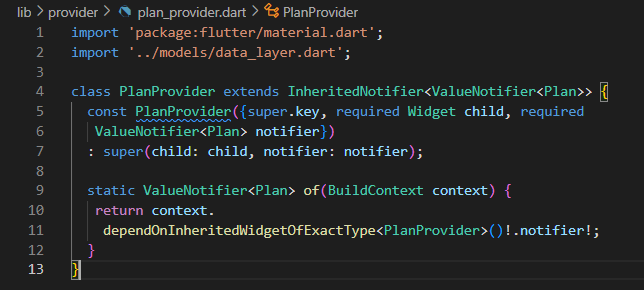 lib > provider > plan_provider.dart > PlanProvider
1 import 'package:flutter/material.dart';
2 import '../models/data_layer.dart';
3
4 class PlanProvider extends InheritedNotifier<ValueNotifier<Plan>> {
5 const PlanProvider({super.key, required Widget child, required
6 ValueNotifier<Plan> notifier})
7 : super(child: child, notifier: notifier);
8
9 static ValueNotifier<Plan> of(BuildContext context) {
10 return context.
11 dependOnInheritedWidgetOfExactType<PlanProvider>()!.notifier!;
12 }
13 }